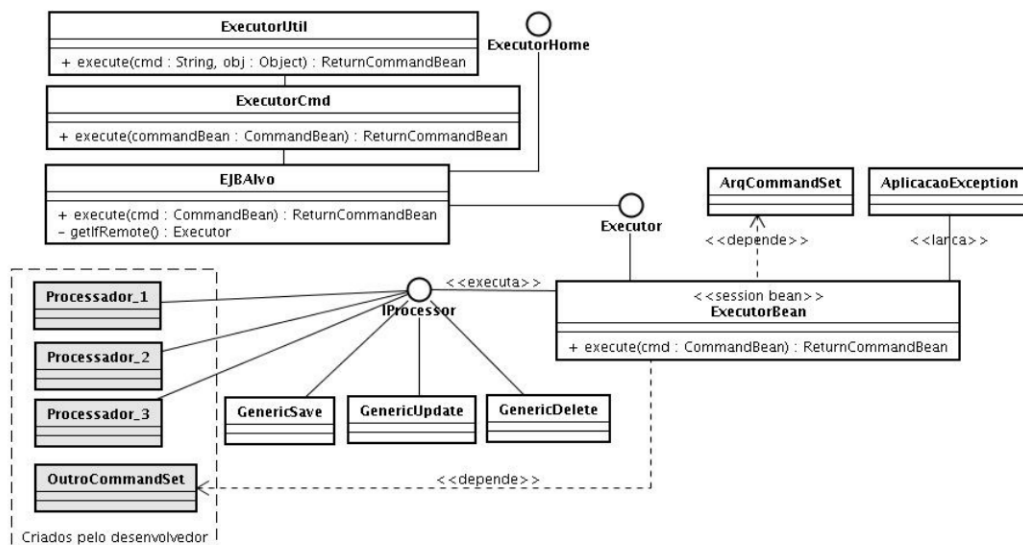 ExecutorUtil
+ execute(cmd : String, obj : Object) : ReturnCommandBean
ExecutorHome
ExecutorCmd
+ execute(commandBean : CommandBean) : ReturnCommandBean
EJBAlvo
+ execute(cmd : CommandBean) : ReturnCommandBean
- getIfRemote() : Executor
Executor
ArqCommandSet
AplicacaoException
<<depende>>
<<lanca>>
<<executa>>
IProcessor
<<session bean>>
ExecutorBean
+ execute(cmd : CommandBean) : ReturnCommandBean
Processador_1
Processador_2
Processador_3
GenericSave
GenericUpdate
GenericDelete
OutroCommandSet
<<depende>>
Criados pelo desenvolvedor